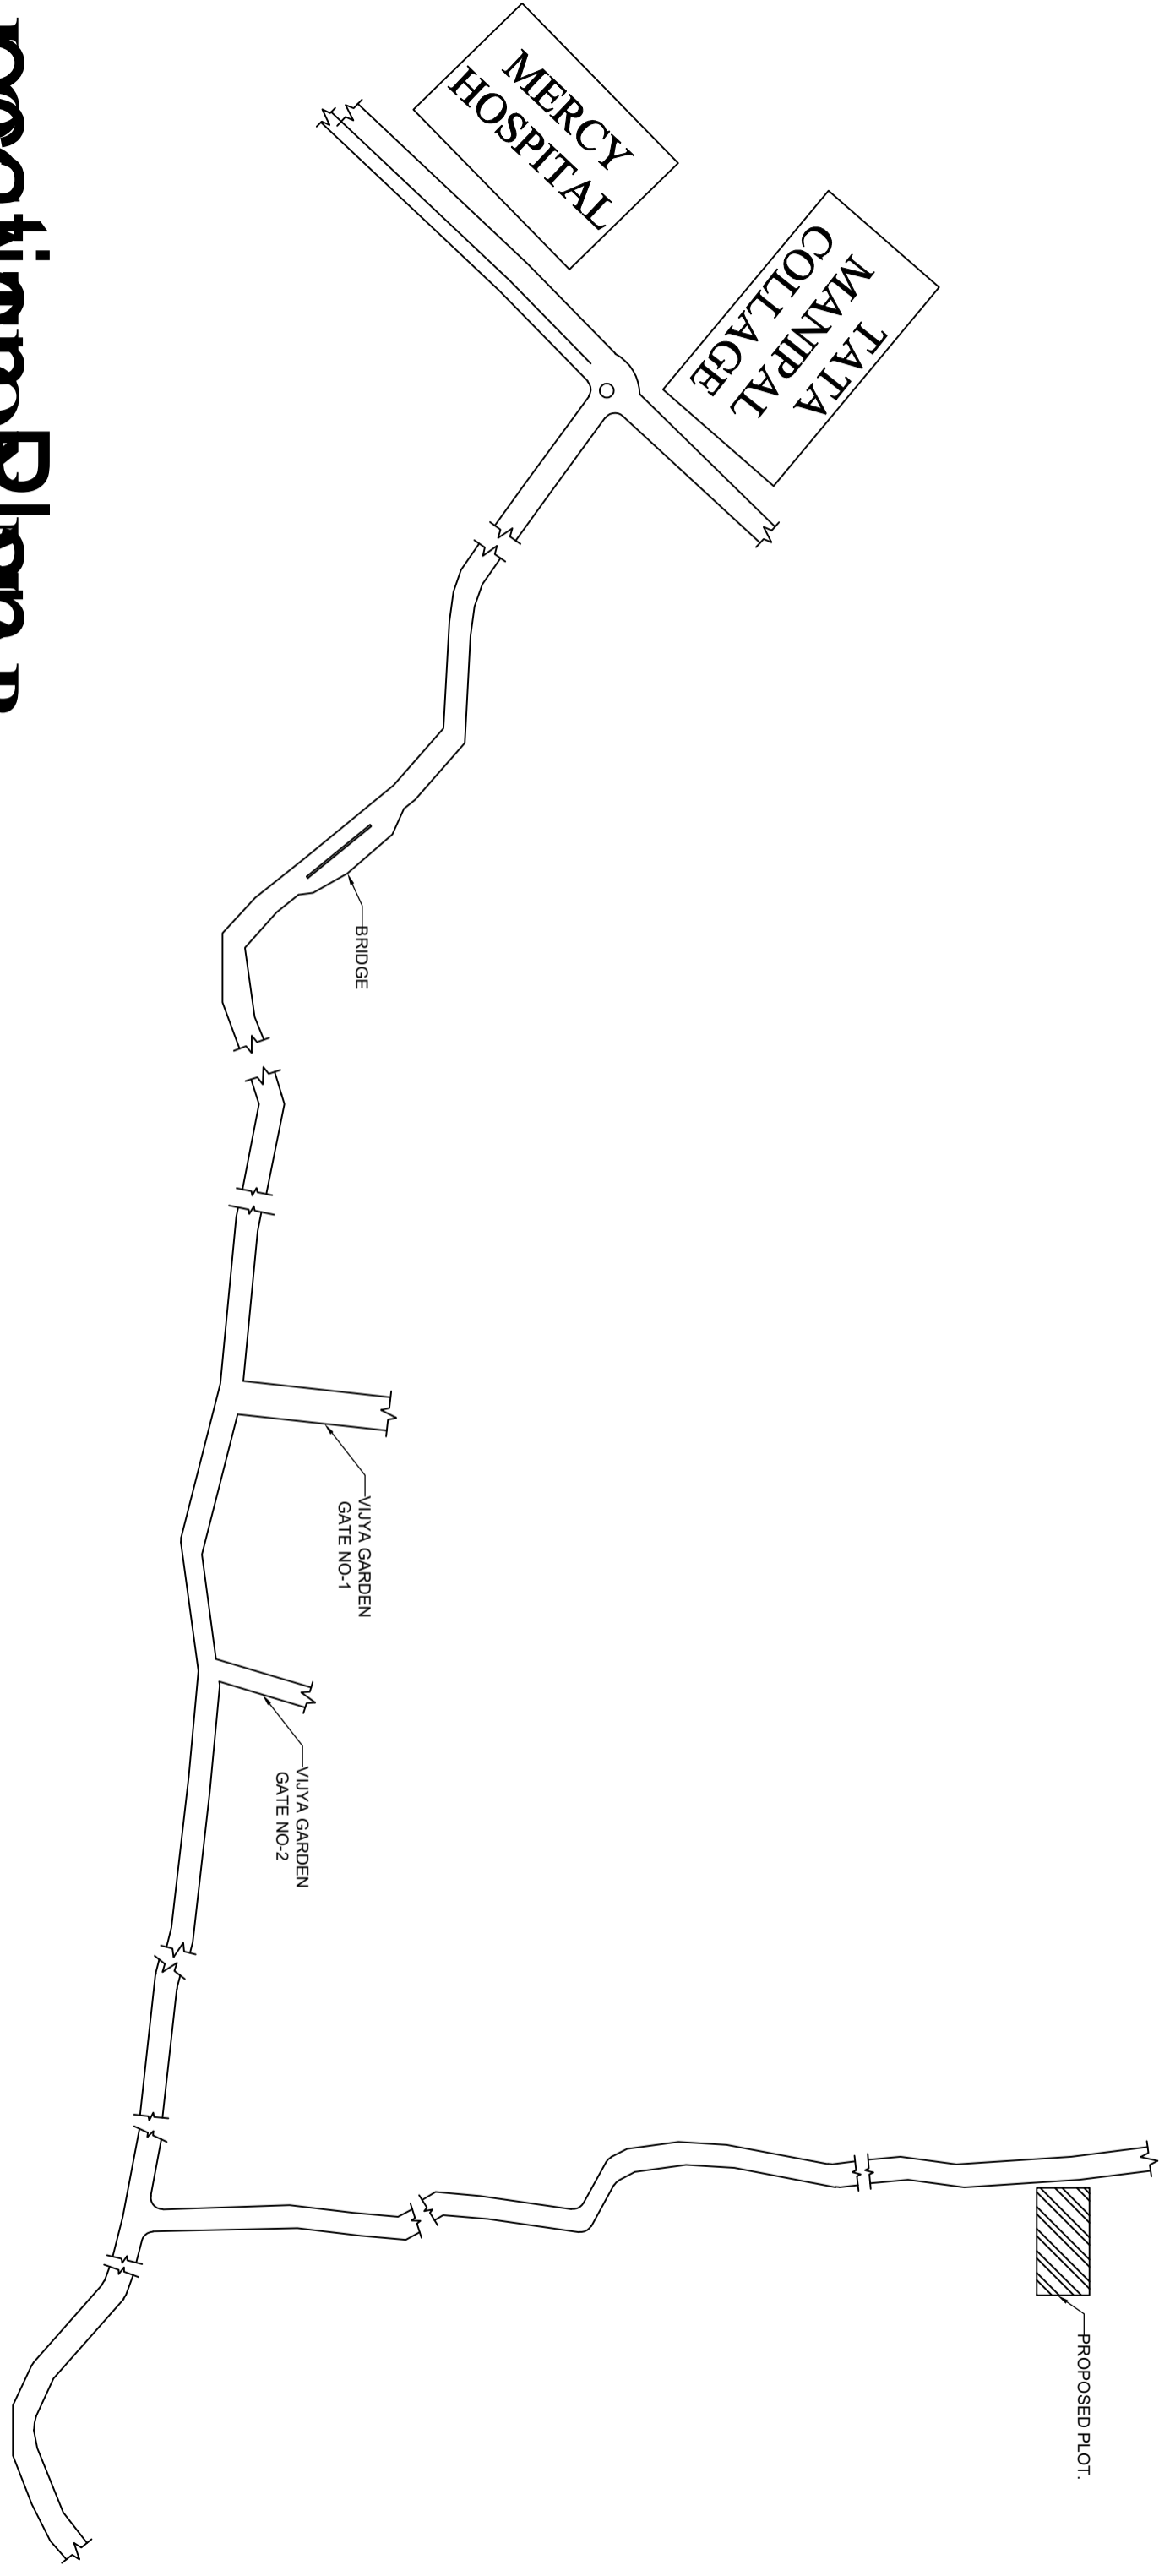 MERCY
HOSPITAL
TATA
MANIPAL
COLLAGE
BRIDGE
VIJYA GARDEN
GATE NO-1
VIJYA GARDEN
GATE NO-2
PROPOSED PLOT.